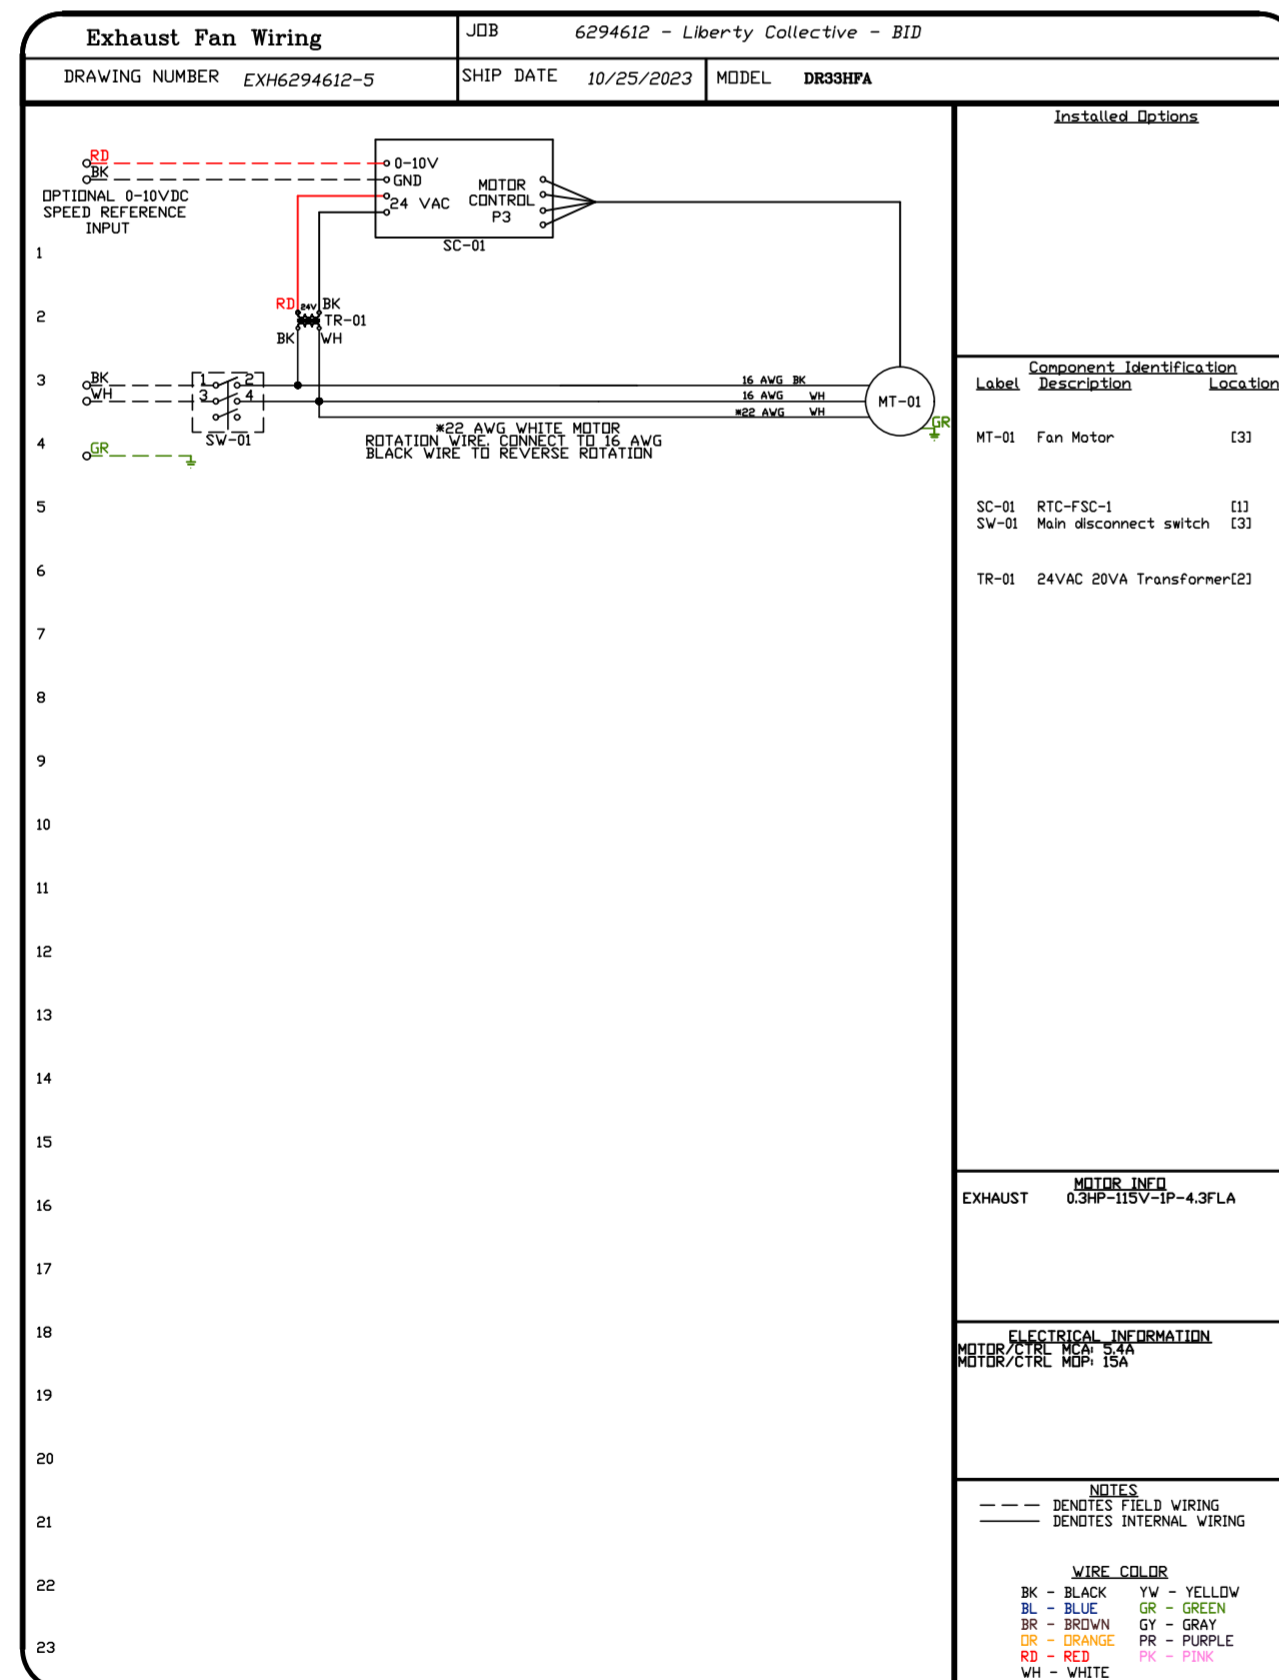 Exhaust Fan Wiring
JOB 6294612 - Liberty Collective - BID
DRAWING NUMBER EXH6294612-5
SHIP DATE 10/25/2023
MODEL DR33HFA
RD
BK
OPTIONAL 0-10VDC
SPEED REFERENCE
INPUT
0-10V
GND
24 VAC
MOTOR
CONTROL
P3
SC-01
RD 24V BK
TR-01
BK WH
BK
WH
1 2
3 4
SW-01
GR
16 AWG BK
16 AWG WH
*22 AWG WH
MT-01
GR
*22 AWG WHITE MOTOR
ROTATION WIRE. CONNECT TO 16 AWG
BLACK WIRE TO REVERSE ROTATION
1
2
3
4
5
6
7
8
9
10
11
12
13
14
15
16
17
18
19
20
21
22
23
Installed Options
Component Identification
Label Description Location
MT-01 Fan Motor [3]
SC-01 RTC-FSC-1 [1]
SW-01 Main disconnect switch [3]
TR-01 24VAC 20VA Transformer[2]
MOTOR INFO
EXHAUST 0.3HP-115V-1P-4.3FLA
ELECTRICAL INFORMATION
MOTOR/CTRL MCA: 5.4A
MOTOR/CTRL MOP: 15A
NOTES
DENOTES FIELD WIRING
DENOTES INTERNAL WIRING
WIRE COLOR
BK - BLACK YW - YELLOW
BL - BLUE GR - GREEN
BR - BROWN GY - GRAY
OR - ORANGE PR - PURPLE
RD - RED PK - PINK
WH - WHITE